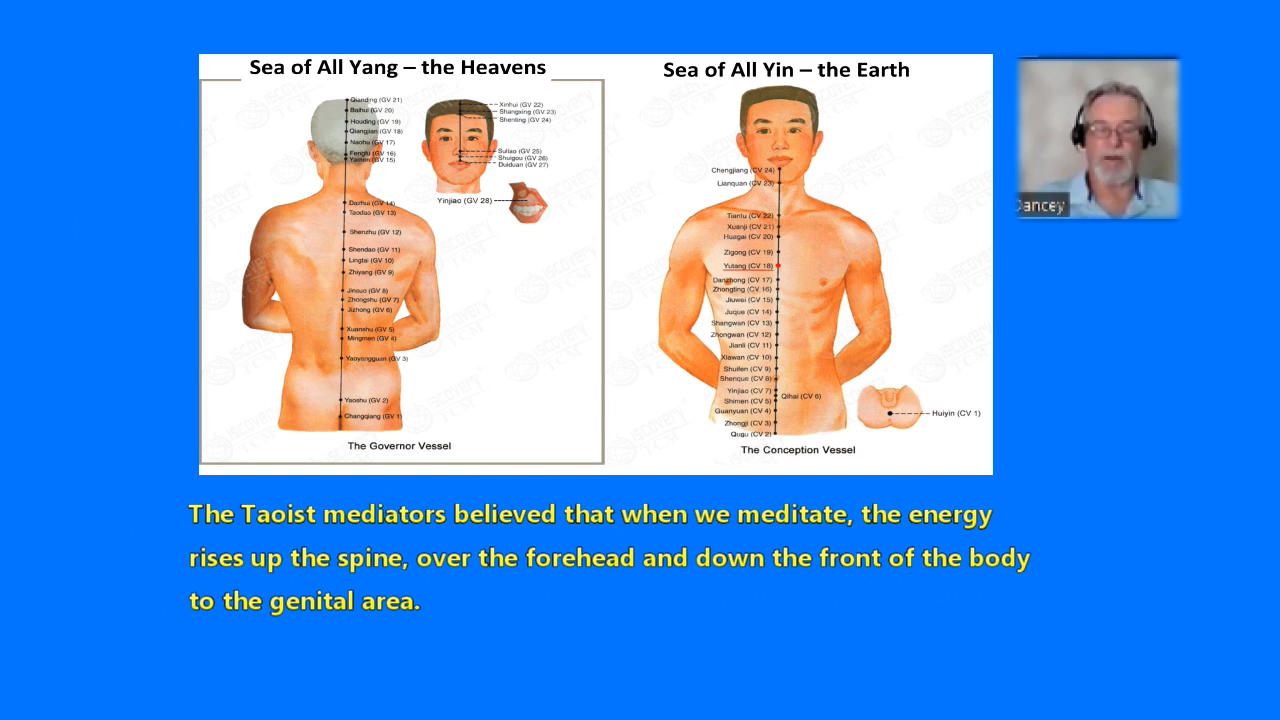 Sea of All Yang – the Heavens
Qianding (GV 21)
Baihui (GV 20)
Houding (GV 19)
Qiangjian (GV 18)
Naohu (GV 17)
Fengfu (GV 16)
Yamen (GV 15)
Dazhui (GV 14)
Taodao (GV 13)
Shenzhu (GV 12)
Shendao (GV 11)
Lingtai (GV 10)
Zhiyang (GV 9)
Jinsuo (GV 8)
Zhongshu (GV 7)
Jizhong (GV 6)
Xuanshu (GV 5)
Mingmen (GV 4)
Yaoyangguan (GV 3)
Yaoshu (GV 2)
Changqiang (GV 1)
Xinhui (GV 22)
Shangxing (GV 23)
Shenting (GV 24)
Suliao (GV 25)
Shuigou (GV 26)
Duiduan (GV 27)
Yinjiao (GV 28)
The Governor Vessel
Sea of All Yin – the Earth
Chengjiang (CV 24)
Lianquan (CV 23)
Tiantu (CV 22)
Xuanji (CV 21)
Huagai (CV 20)
Zigong (CV 19)
Yutang (CV 18)
Danzhong (CV 17)
Zhongting (CV 16)
Jiuwei (CV 15)
Juque (CV 14)
Shangwan (CV 13)
Zhongwan (CV 12)
Jianli (CV 11)
Xiawan (CV 10)
Shuifen (CV 9)
Shenque (CV 8)
Yinjiao (CV 7)
Qihai (CV 6)
Shimen (CV 5)
Guanyuan (CV 4)
Zhongji (CV 3)
Qugu (CV 2)
Huiyin (CV 1)
The Conception Vessel
Dancey
The Taoist mediators believed that when we meditate, the energy
rises up the spine, over the forehead and down the front of the body
to the genital area.